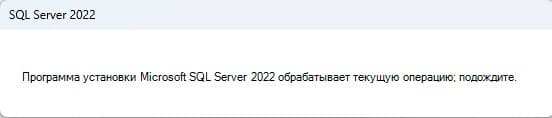 SQL Server 2022
Программа установки Microsoft SQL Server 2022 обрабатывает текущую операцию; подождите.